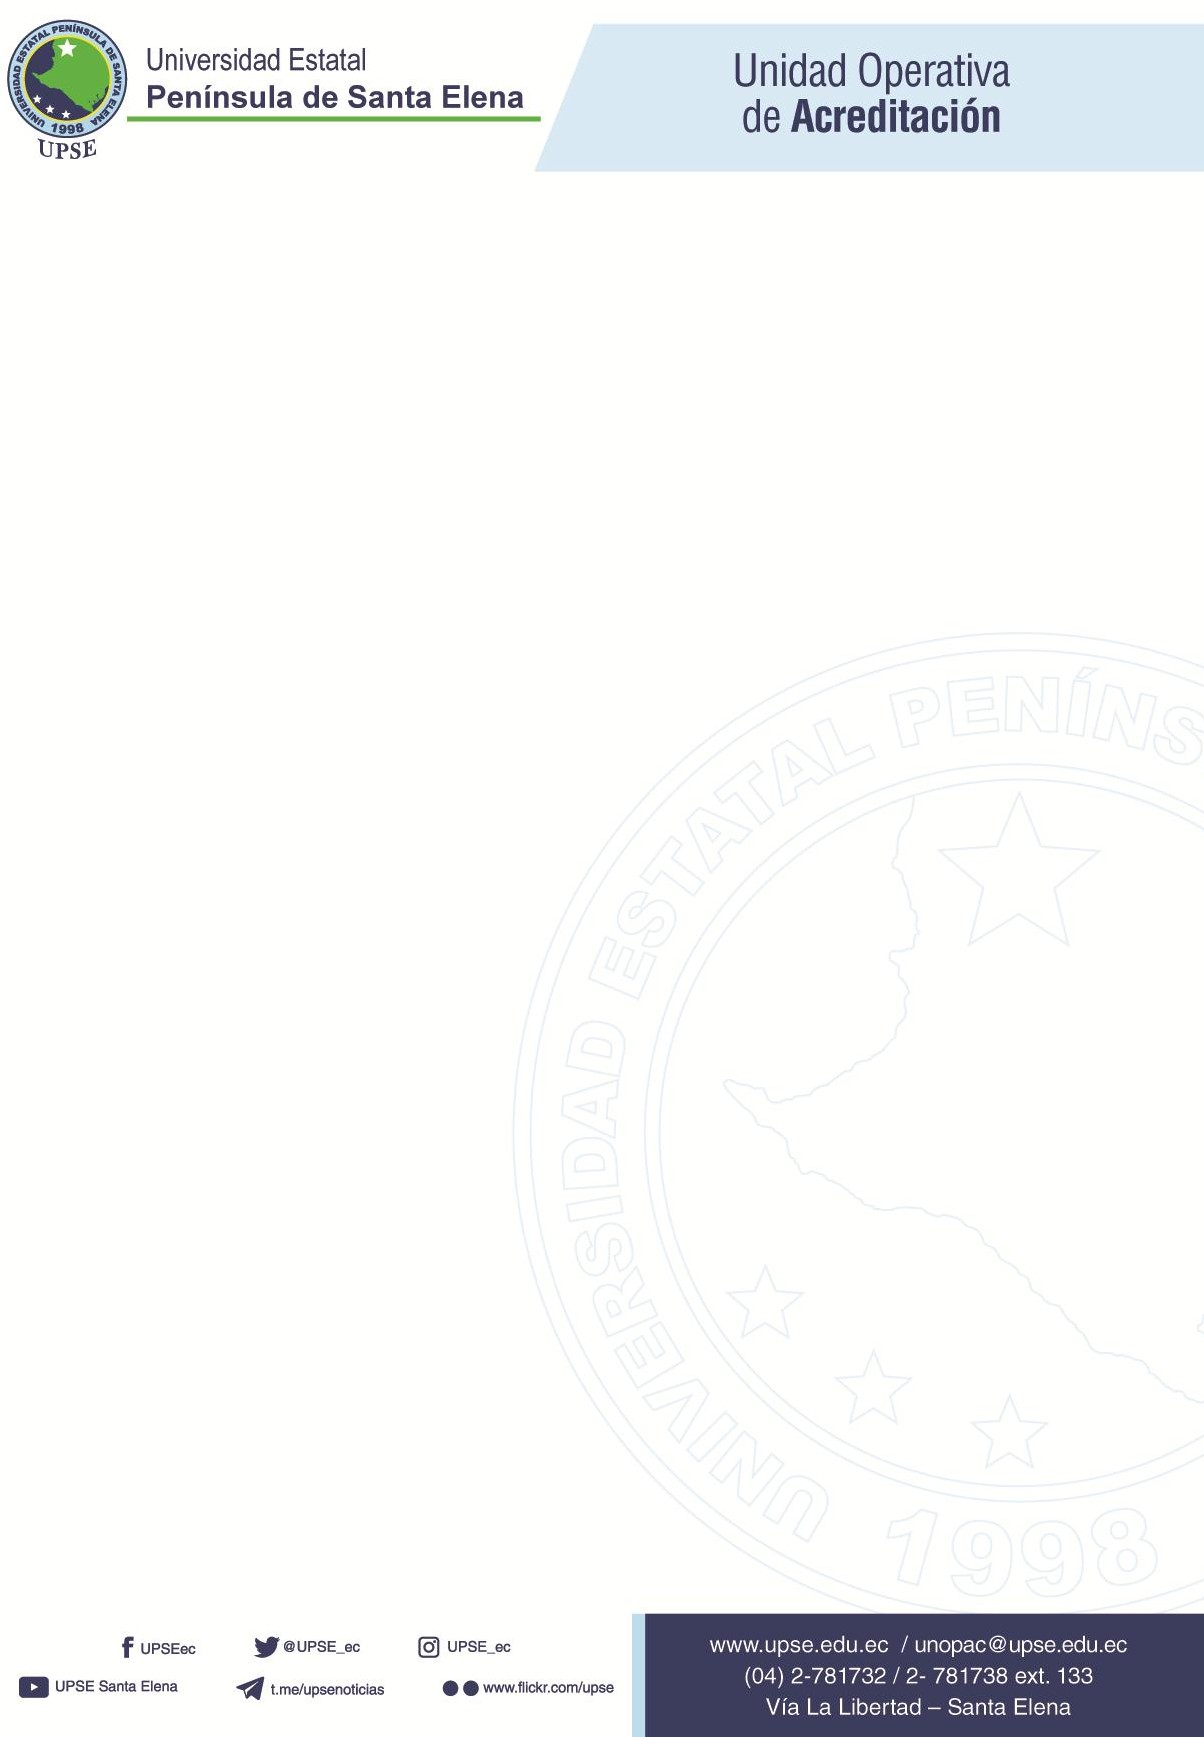 UNIVERSIDAD ESTATAL PENÍNSULA DE SANTA ELENA
1998
UPSE
Universidad Estatal
Península de Santa Elena
Unidad Operativa
de Acreditación
UNIVERSIDAD ESTATAL PENÍNS
1998
UPSEec
@UPSE_ec
UPSE_ec
UPSE Santa Elena
t.me/upsenoticias
www.flickr.com/upse
www.upse.edu.ec / unopac@upse.edu.ec
(04) 2-781732 / 2- 781738 ext. 133
Vía La Libertad – Santa Elena